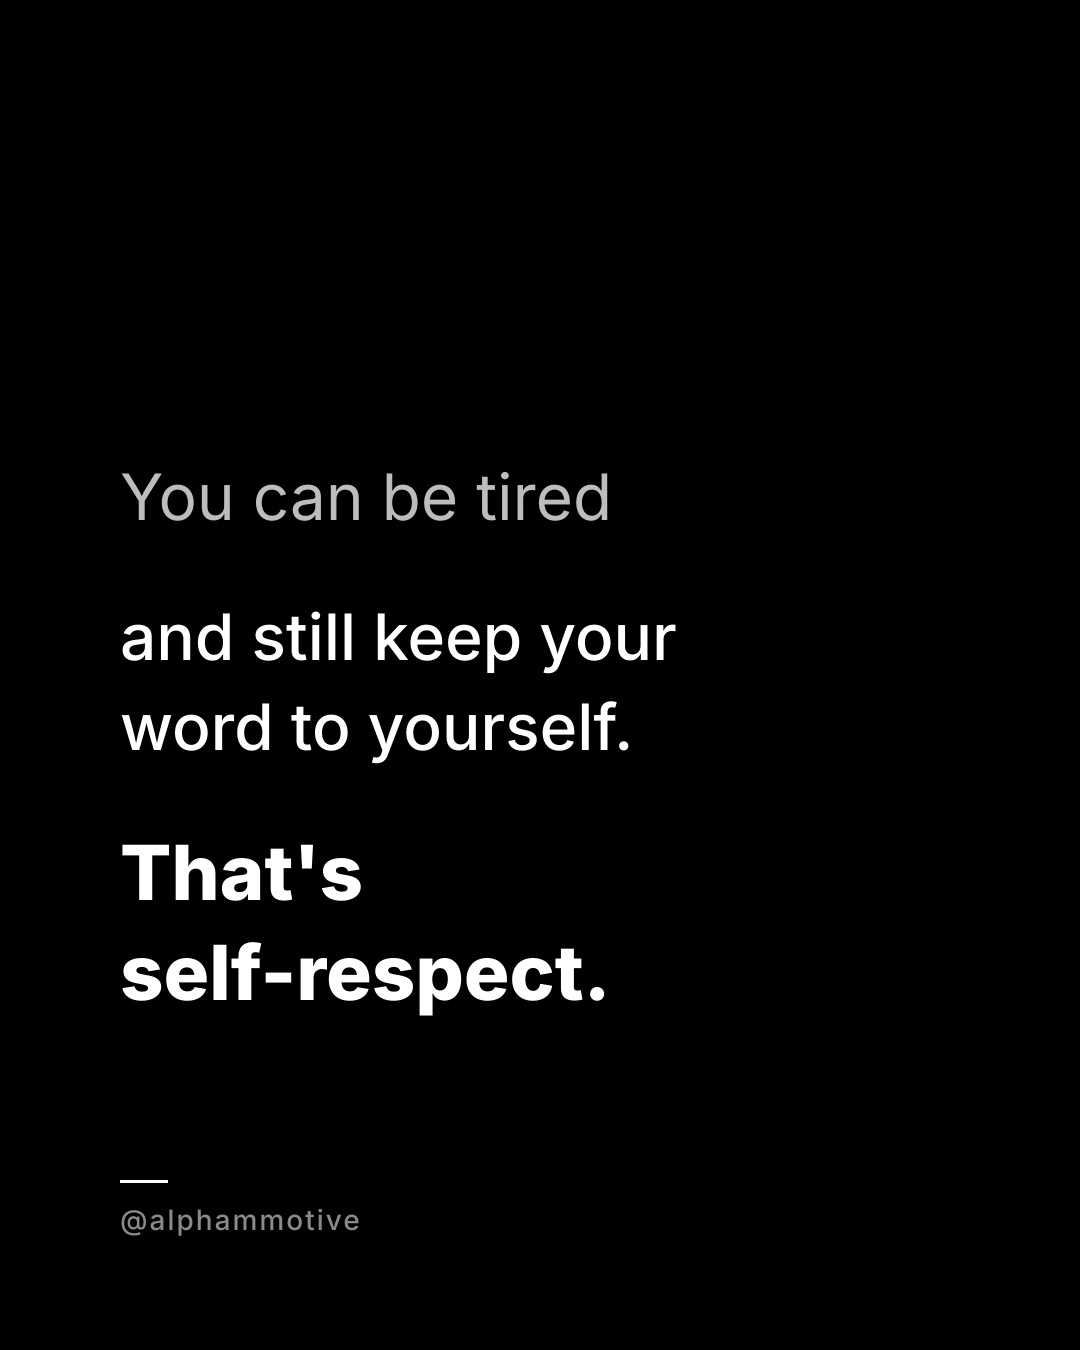 You can be tired
and still keep your
word to yourself.
That's
self-respect.
@alphammotive